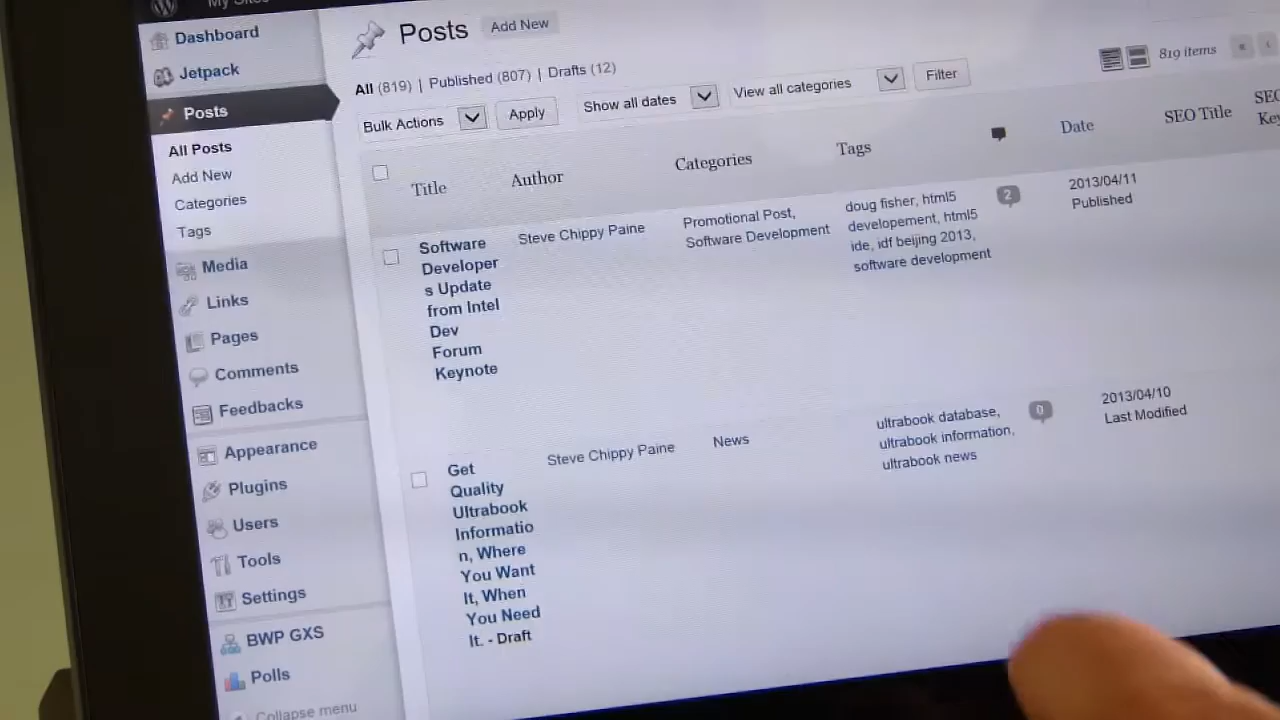 My Sites
Dashboard
Jetpack
Posts
All Posts
Add New
Categories
Tags
Media
Links
Pages
Comments
Feedbacks
Appearance
Plugins
Users
Tools
Settings
BWP GXS
Polls
Collapse menu
Posts Add New
All (819) | Published (807) | Drafts (12)
Bulk Actions Apply Show all dates View all categories Filter 819 items « ‹
Title Author Categories Tags Date SEO Title SEO
Software
Developer
s Update
from Intel
Dev
Forum
Keynote
Steve Chippy Paine
Promotional Post,
Software Development
doug fisher, html5
developement, html5
ide, idf beijing 2013,
software development
2
2013/04/11
Published
Get
Quality
Ultrabook
Informatio
n, Where
You Want
It, When
You Need
It. - Draft
Steve Chippy Paine
News
ultrabook database,
ultrabook information,
ultrabook news
0
2013/04/10
Last Modified